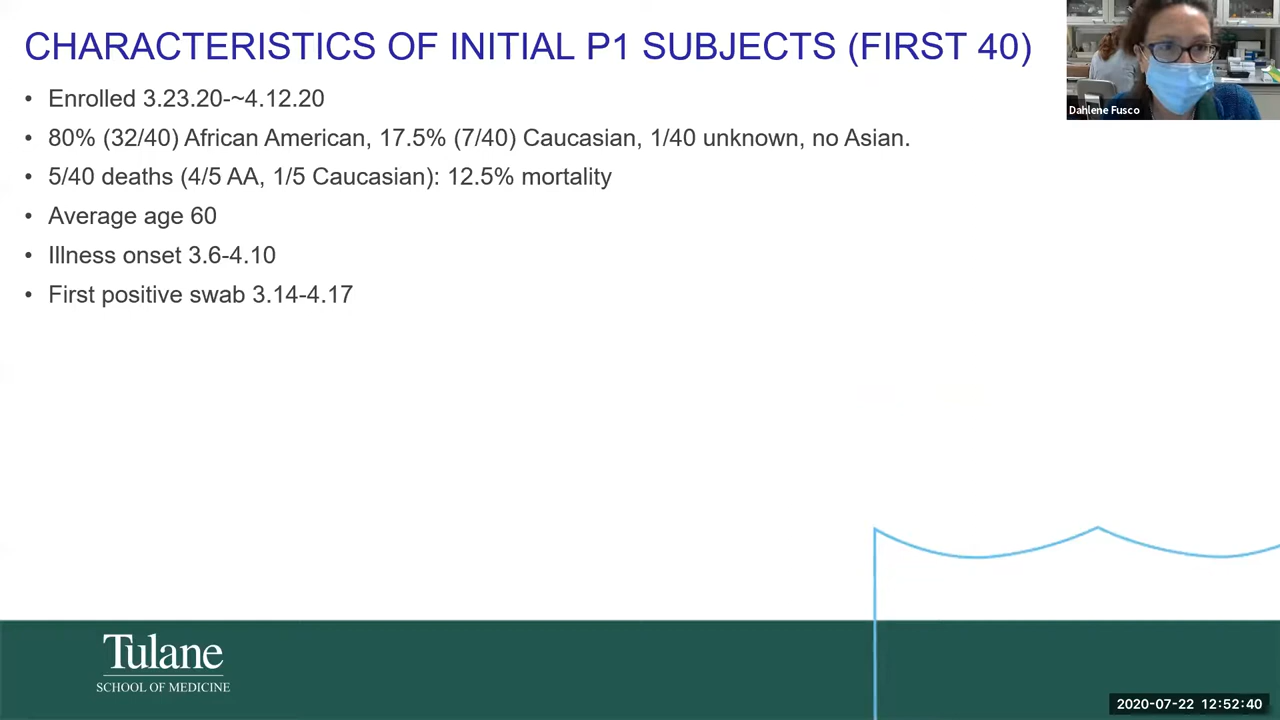 CHARACTERISTICS OF INITIAL P1 SUBJECTS (FIRST 40)
• Enrolled 3.23.20-~4.12.20
• 80% (32/40) African American, 17.5% (7/40) Caucasian, 1/40 unknown, no Asian.
• 5/40 deaths (4/5 AA, 1/5 Caucasian): 12.5% mortality
• Average age 60
• Illness onset 3.6-4.10
• First positive swab 3.14-4.17
Dahlene Fusco
Tulane
SCHOOL OF MEDICINE
2020-07-22 12:52:40